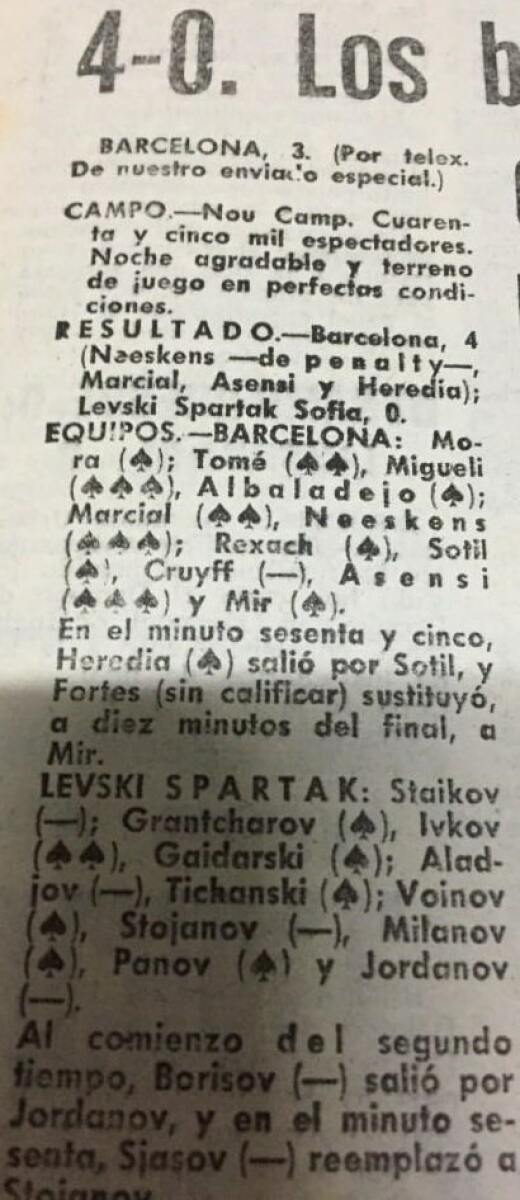 4-0. Los b
BARCELONA, 3. (Por telex.
De nuestro enviado especial.)
CAMPO.—Nou Camp. Cuaren-
ta y cinco mil espectadores.
Noche agradable y terreno
de juego en perfectas condi-
ciones.
RESULTADO.—Barcelona, 4
(Neeskens —de penalty—,
Marcial, Asensi y Heredia);
Levski Spartak Sofia, 0.
EQUIPOS.—BARCELONA: Mo-
ra (♠); Tomé (♠♠), Migueli
(♠♠♠), Albaladejo (♠);
Marcial (♠♠), Neeskens
(♠♠♠); Rexach (♠), Sotil
(♠), Cruyff (—), Asensi
(♠♠♠) y Mir (♠).
En el minuto sesenta y cinco,
Heredia (♠) salió por Sotil, y
Fortes (sin calificar) sustituyó,
a diez minutos del final, a
Mir.
LEVSKI SPARTAK: Staikov
(—); Grantcharov (♠), Ivkov
(♠♠), Gaidarski (♠); Alad-
jov (—), Tichanski (♠); Voinov
(♠), Stojanov (—), Milanov
(♠), Panov (♠) y Jordanov
(—).
Al comienzo del segundo
tiempo, Borisov (—) salió por
Jordanov, y en el minuto se-
senta, Sjasov (—) reemplazó a
Stojanov